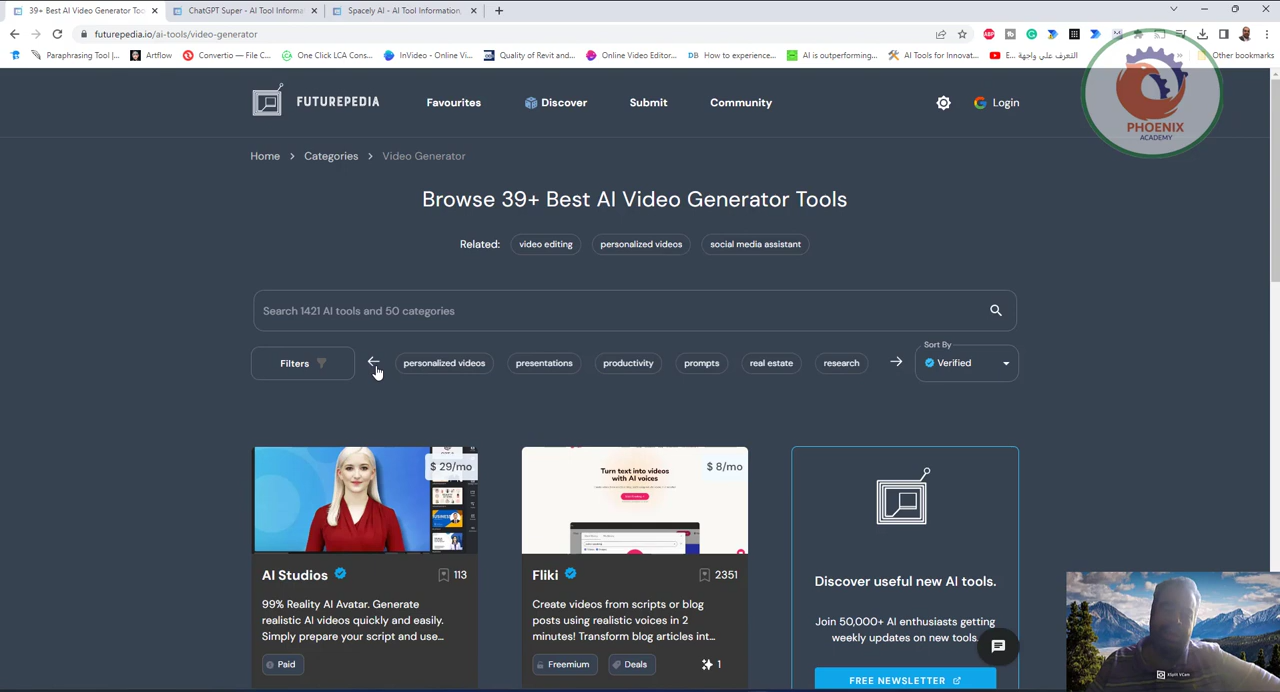 39+ Best AI Video Generator Too
ChatGPT Super - AI Tool Informa
Spacely AI - AI Tool Information,
futurepedia.io/ai-tools/video-generator
Paraphrasing Tool |...
Artflow
Convertio — File C...
One Click LCA Cons...
InVideo - Online Vi...
Quality of Revit and...
Online Video Editor...
How to experience...
AI is outperforming...
AI Tools for Innovat...
Other bookmarks
FUTUREPEDIA
Favourites
Discover
Submit
Community
Login
PHOENIX
ACADEMY
Home > Categories > Video Generator
Browse 39+ Best AI Video Generator Tools
Related: video editing personalized videos social media assistant
Search 1421 AI tools and 50 categories
Sort By
Filters personalized videos presentations productivity prompts real estate research Verified
$ 29/mo
Turn text into videos
with AI voices
$ 8/mo
AI Studios 113
99% Reality AI Avatar. Generate
realistic AI videos quickly and easily.
Simply prepare your script and use...
Paid
Fliki 2351
Create videos from scripts or blog
posts using realistic voices in 2
minutes! Transform blog articles int...
Freemium Deals 1
Discover useful new AI tools.
Join 50,000+ AI enthusiasts getting
weekly updates on new tools.
FREE NEWSLETTER
XSplit VCam